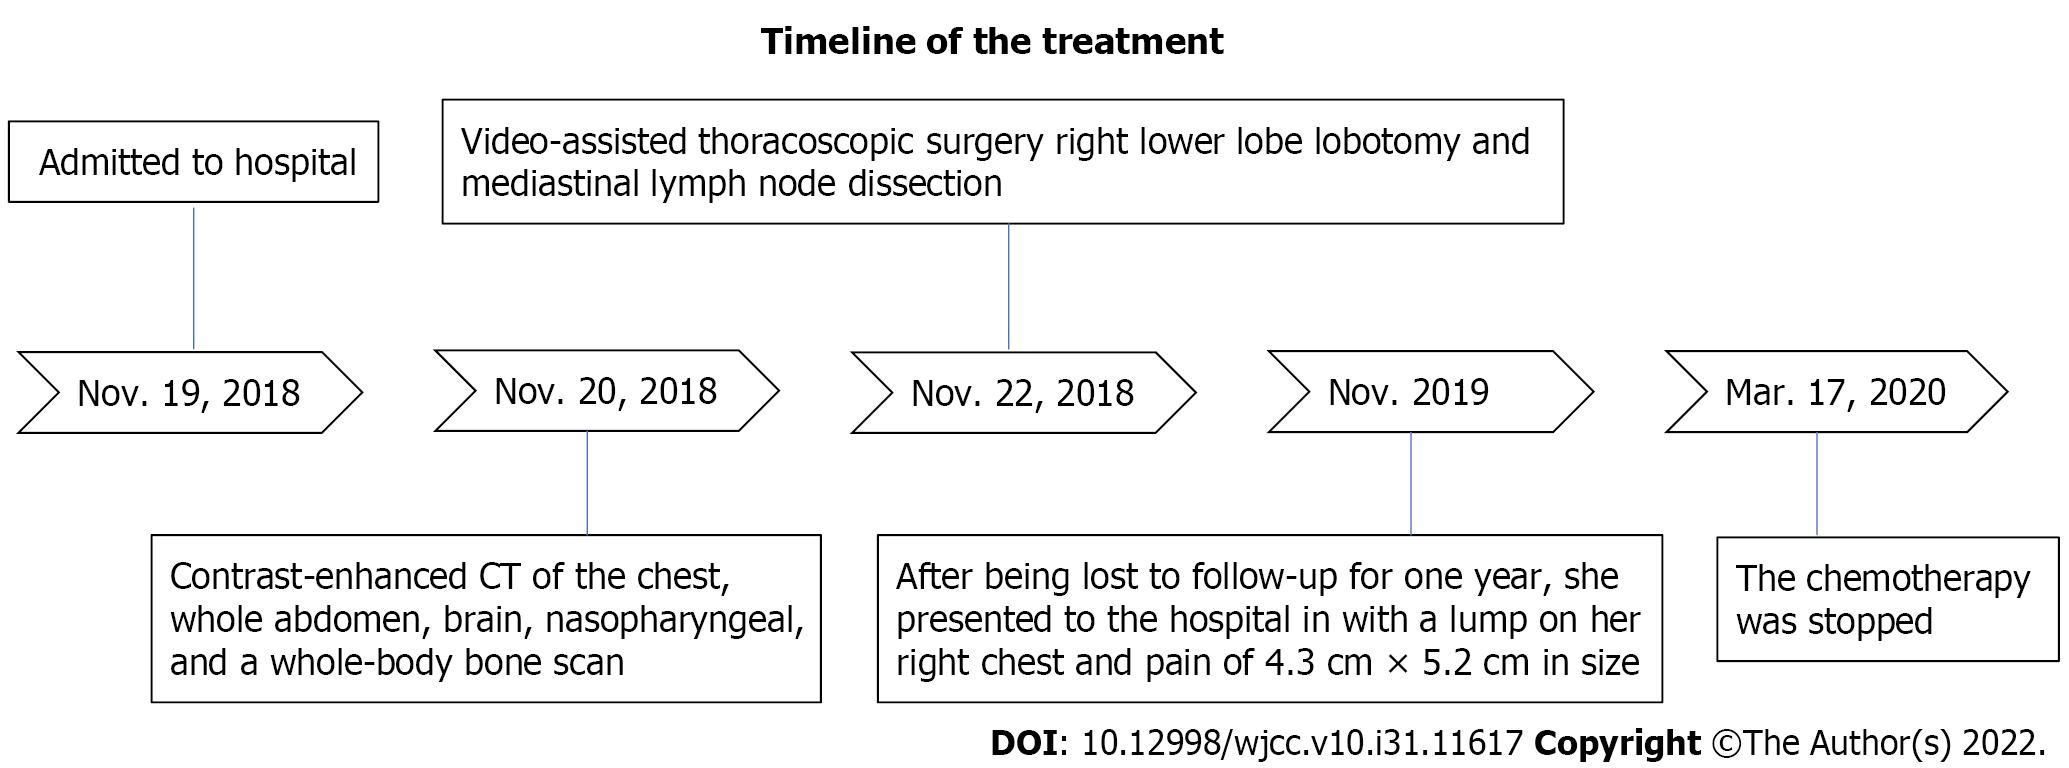 Timeline of the treatment
Admitted to hospital
Video-assisted thoracoscopic surgery right lower lobe lobotomy and
mediastinal lymph node dissection
Nov. 19, 2018
Nov. 20, 2018
Nov. 22, 2018
Nov. 2019
Mar. 17, 2020
Contrast-enhanced CT of the chest,
whole abdomen, brain, nasopharyngeal,
and a whole-body bone scan
After being lost to follow-up for one year, she
presented to the hospital in with a lump on her
right chest and pain of 4.3 cm × 5.2 cm in size
The chemotherapy
was stopped
DOI: 10.12998/wjcc.v10.i31.11617 Copyright ©The Author(s) 2022.